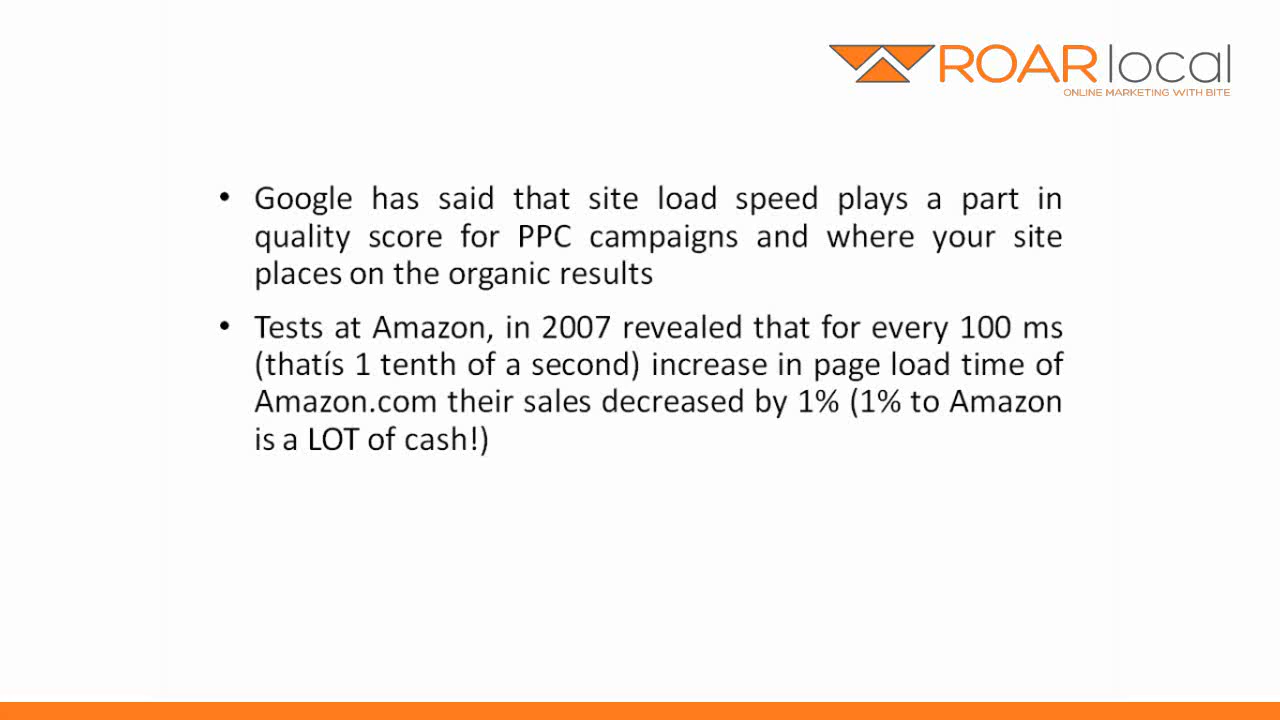 ROAR local
ONLINE MARKETING WITH BITE
• Google has said that site load speed plays a part in
quality score for PPC campaigns and where your site
places on the organic results
• Tests at Amazon, in 2007 revealed that for every 100 ms
(thatís 1 tenth of a second) increase in page load time of
Amazon.com their sales decreased by 1% (1% to Amazon
is a LOT of cash!)